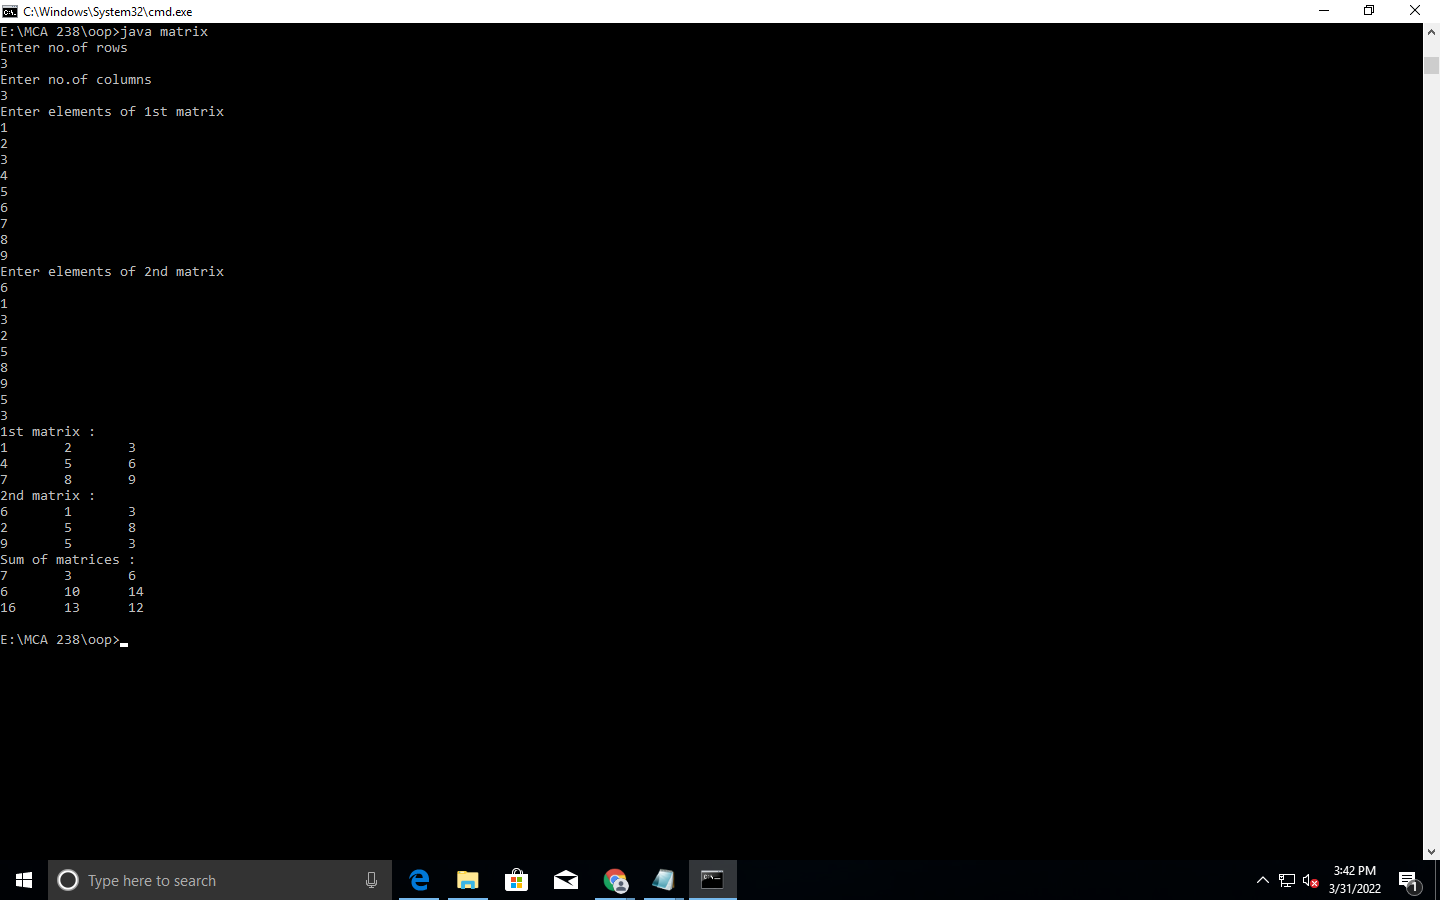 C:\Windows\System32\cmd.exe
E:\MCA 238\oop>java matrix
Enter no.of rows
3
Enter no.of columns
3
Enter elements of 1st matrix
1
2
3
4
5
6
7
8
9
Enter elements of 2nd matrix
6
1
3
2
5
8
9
5
3
1st matrix :
1 2 3
4 5 6
7 8 9
2nd matrix :
6 1 3
2 5 8
9 5 3
Sum of matrices :
7 3 6
6 10 14
16 13 12
E:\MCA 238\oop>
Type here to search
3:42 PM
3/31/2022
1